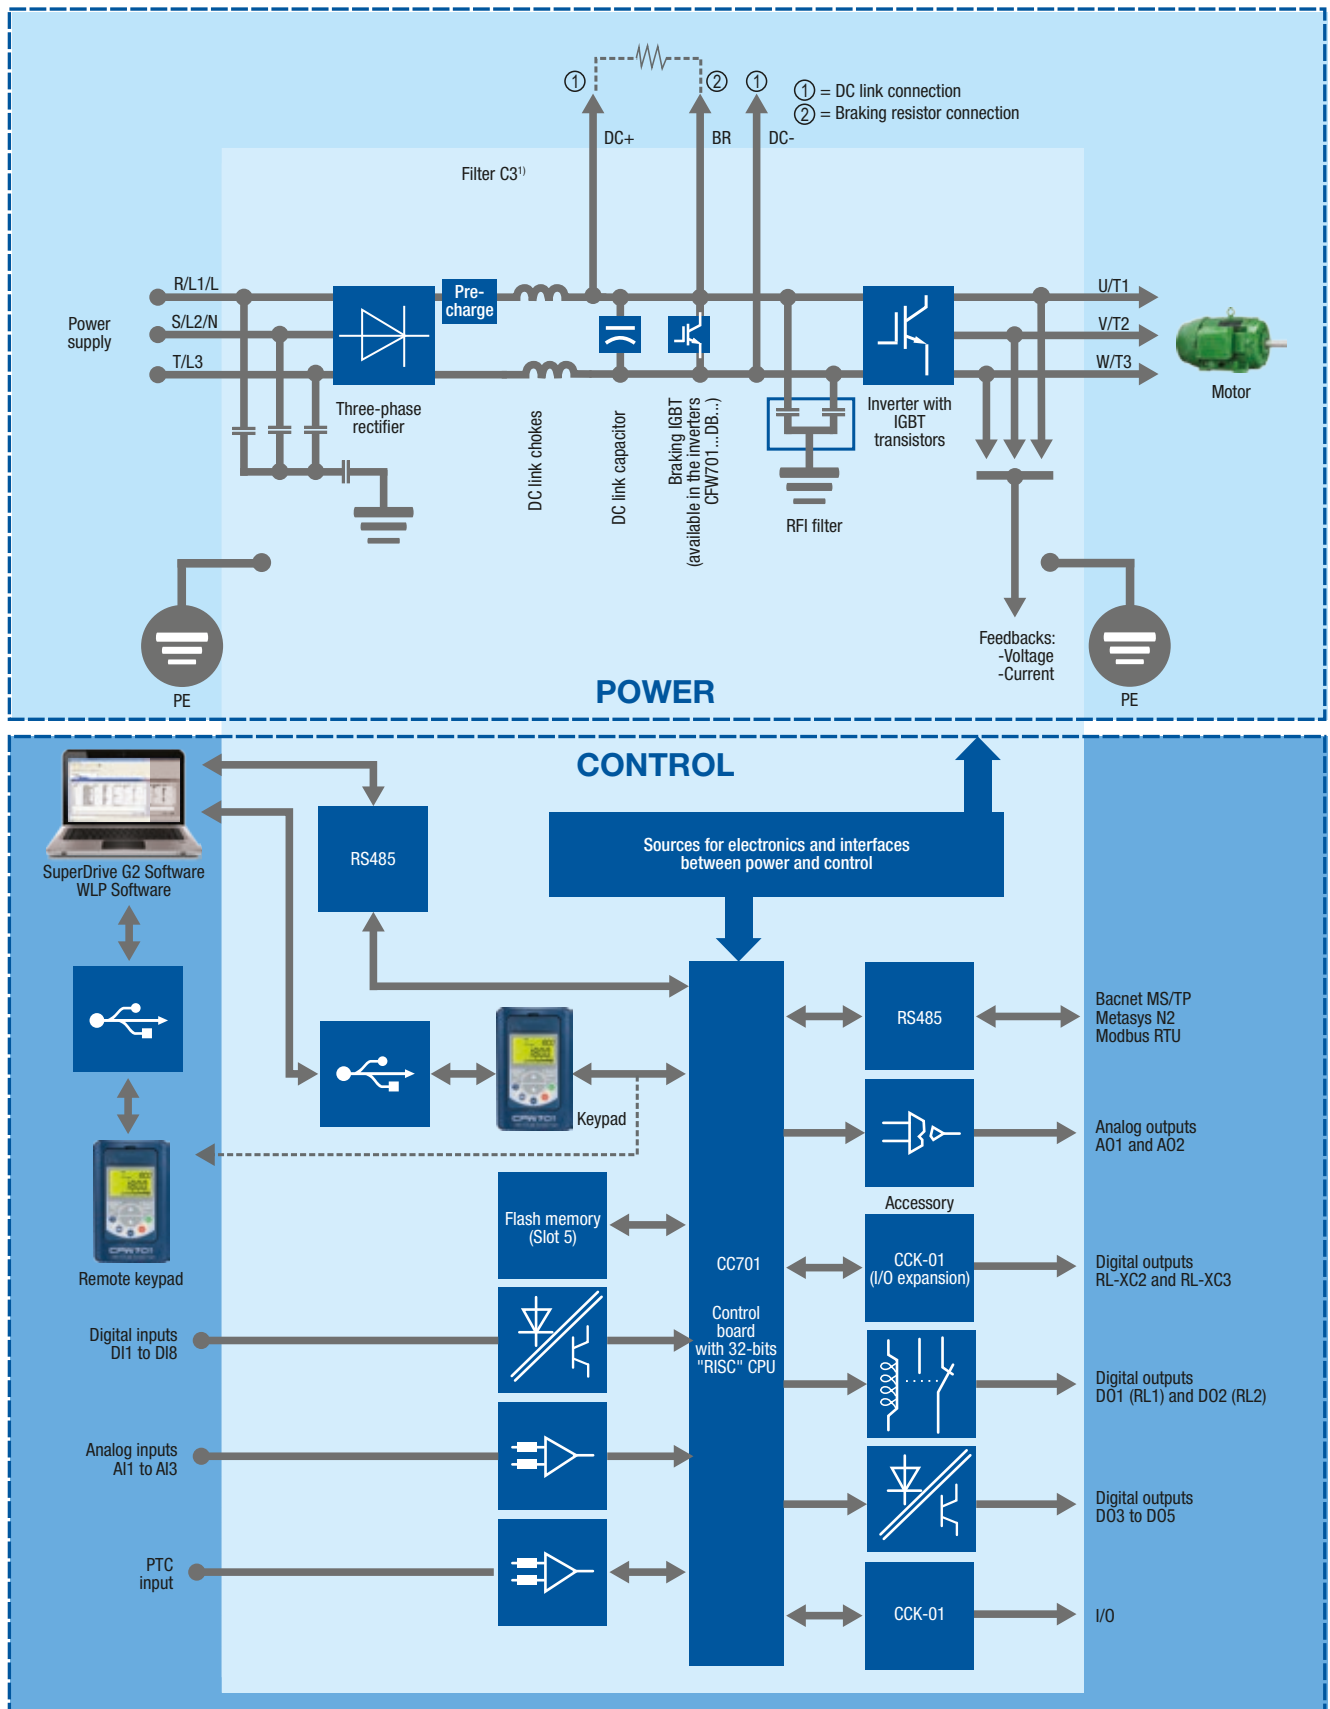 ① = DC link connection
② = Braking resistor connection
①
②
①
DC+
BR
DC-
Filter C3¹⁾
R/L1/L
S/L2/N
T/L3
Power
supply
Pre-
charge
Three-phase
rectifier
DC link chokes
DC link capacitor
Braking IGBT
(available in the inverters
CFW701...DB...)
RFI filter
Inverter with
IGBT
transistors
U/T1
V/T2
W/T3
Motor
Feedbacks:
-Voltage
-Current
PE
PE
POWER
CONTROL
SuperDrive G2 Software
WLP Software
RS485
Sources for electronics and interfaces
between power and control
Keypad
CFW701
Remote keypad
CFW701
Flash memory
(Slot 5)
CC701
Control
board
with 32-bits
"RISC" CPU
RS485
Bacnet MS/TP
Metasys N2
Modbus RTU
Analog outputs
AO1 and AO2
Accessory
CCK-01
(I/O expansion)
Digital outputs
RL-XC2 and RL-XC3
Digital inputs
DI1 to DI8
Digital outputs
DO1 (RL1) and DO2 (RL2)
Analog inputs
AI1 to AI3
Digital outputs
DO3 to DO5
PTC
input
CCK-01
I/O